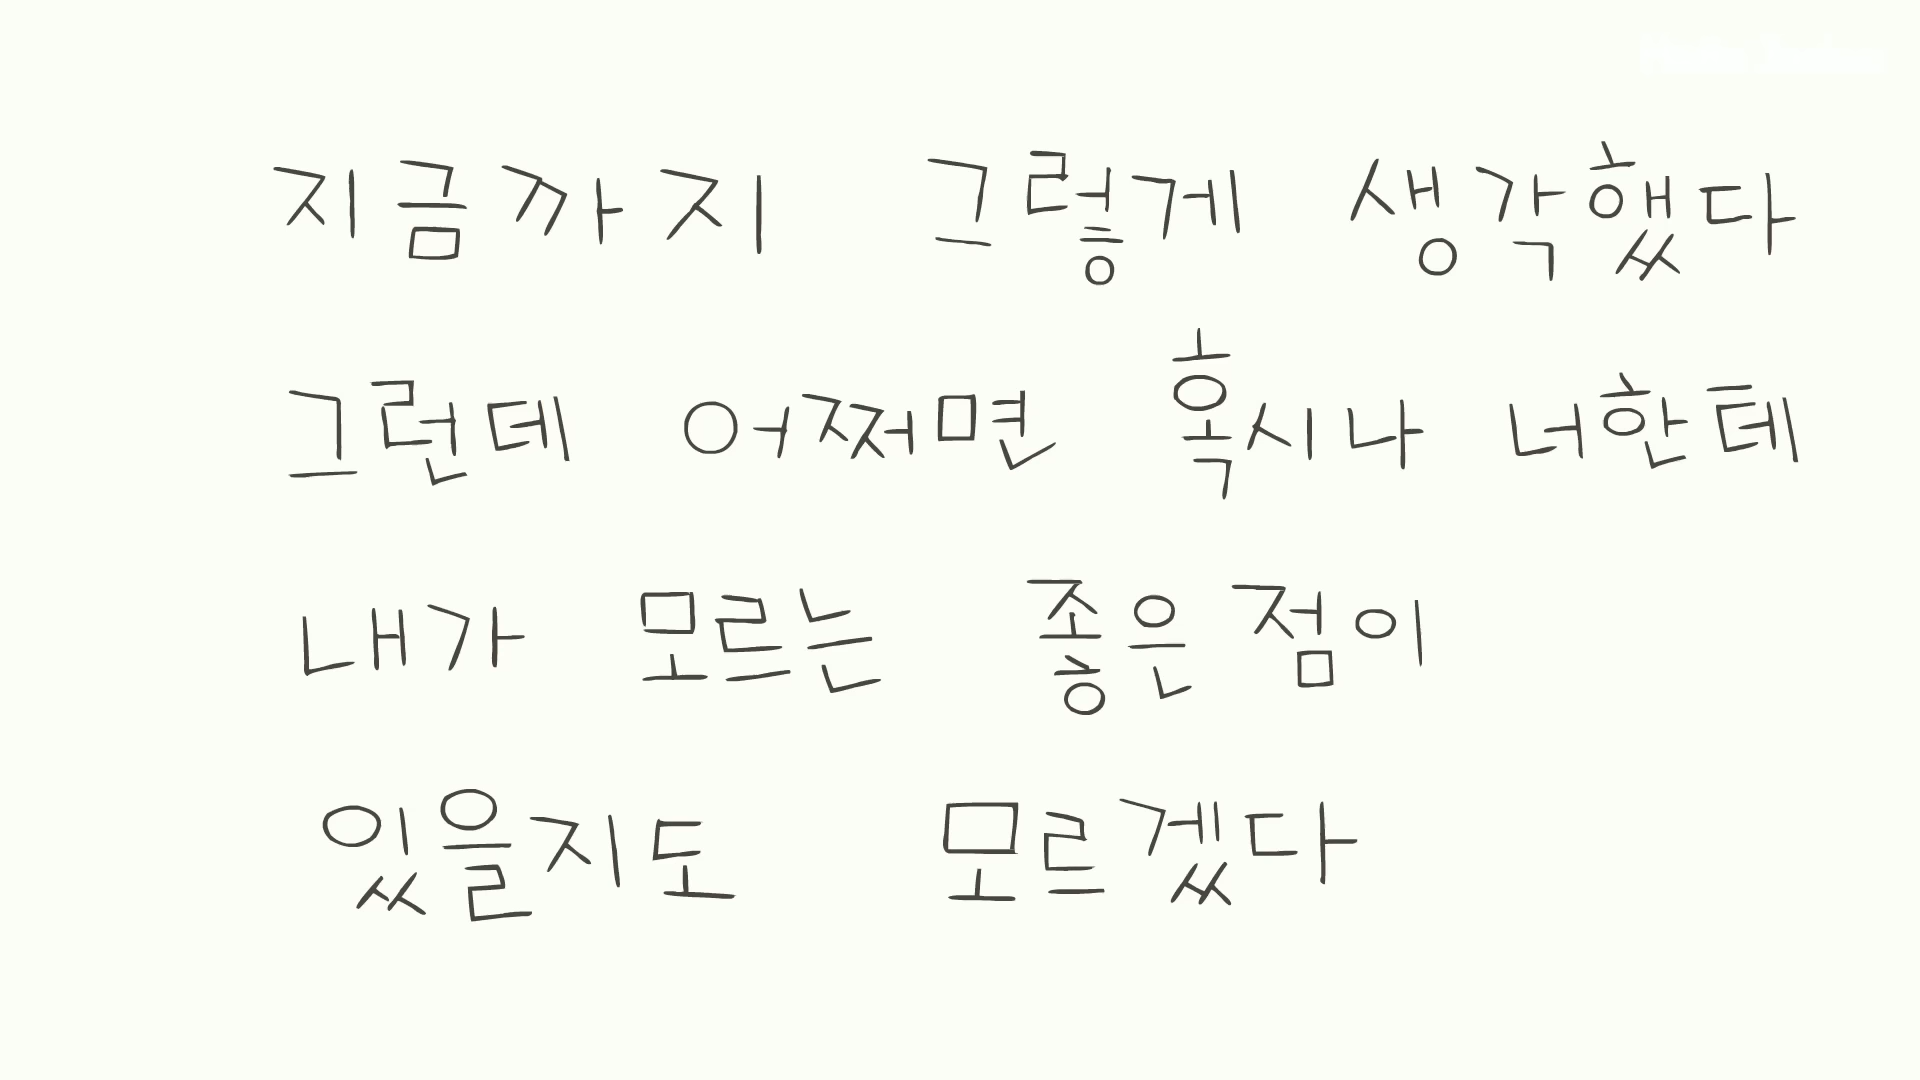 지금까지 그렇게 생각했다
그런데 어쩌면 혹시나 너한테
내가 모르는 좋은 점이
있을지도 모르겠다